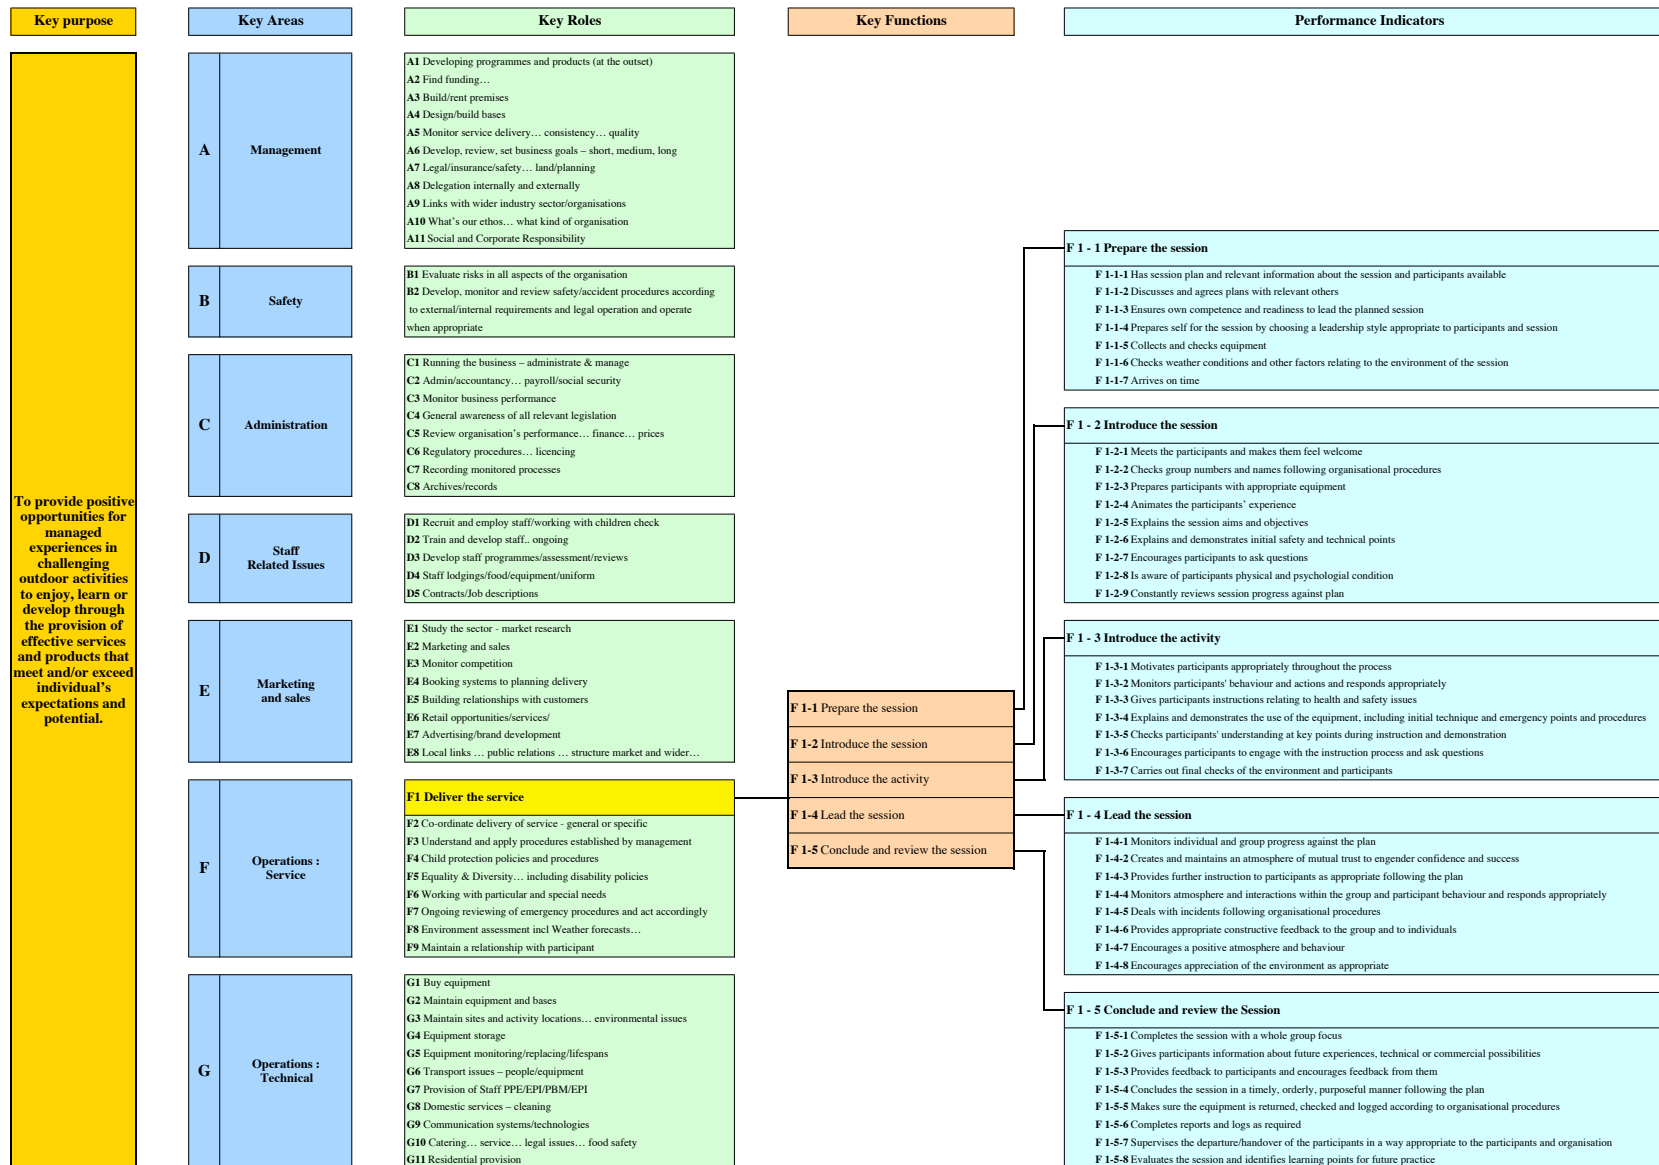 Key purpose
Key Areas
Key Roles
Key Functions
Performance Indicators
To provide positive
opportunities for
managed
experiences in
challenging
outdoor activities
to enjoy, learn or
develop through
the provision of
effective services
and products that
meet and/or exceed
individual's
expectations and
potential.
A
Management
A1 Developing programmes and products (at the outset)
A2 Find funding…
A3 Build/rent premises
A4 Design/build bases
A5 Monitor service delivery… consistency… quality
A6 Develop, review, set business goals – short, medium, long
A7 Legal/insurance/safety… land/planning
A8 Delegation internally and externally
A9 Links with wider industry sector/organisations
A10 What's our ethos… what kind of organisation
A11 Social and Corporate Responsibility
B
Safety
B1 Evaluate risks in all aspects of the organisation
B2 Develop, monitor and review safety/accident procedures according
to external/internal requirements and legal operation and operate
when appropriate
C
Administration
C1 Running the business – administrate & manage
C2 Admin/accountancy… payroll/social security
C3 Monitor business performance
C4 General awareness of all relevant legislation
C5 Review organisation's performance… finance… prices
C6 Regulatory procedures… licencing
C7 Recording monitored processes
C8 Archives/records
D
Staff
Related Issues
D1 Recruit and employ staff/working with children check
D2 Train and develop staff.. ongoing
D3 Develop staff programmes/assessment/reviews
D4 Staff lodgings/food/equipment/uniform
D5 Contracts/Job descriptions
E
Marketing
and sales
E1 Study the sector - market research
E2 Marketing and sales
E3 Monitor competition
E4 Booking systems to planning delivery
E5 Building relationships with customers
E6 Retail opportunities/services/
E7 Advertising/brand development
E8 Local links … public relations … structure market and wider…
F
Operations :
Service
F1 Deliver the service
F2 Co-ordinate delivery of service - general or specific
F3 Understand and apply procedures established by management
F4 Child protection policies and procedures
F5 Equality & Diversity… including disability policies
F6 Working with particular and special needs
F7 Ongoing reviewing of emergency procedures and act accordingly
F8 Environment assessment incl Weather forecasts…
F9 Maintain a relationship with participant
G
Operations :
Technical
G1 Buy equipment
G2 Maintain equipment and bases
G3 Maintain sites and activity locations… environmental issues
G4 Equipment storage
G5 Equipment monitoring/replacing/lifespans
G6 Transport issues – people/equipment
G7 Provision of Staff PPE/EPI/PBM/EPI
G8 Domestic services – cleaning
G9 Communication systems/technologies
G10 Catering… service… legal issues… food safety
G11 Residential provision
F 1-1 Prepare the session
F 1-2 Introduce the session
F 1-3 Introduce the activity
F 1-4 Lead the session
F 1-5 Conclude and review the session
F 1 - 1 Prepare the session
F 1-1-1 Has session plan and relevant information about the session and participants available
F 1-1-2 Discusses and agrees plans with relevant others
F 1-1-3 Ensures own competence and readiness to lead the planned session
F 1-1-4 Prepares self for the session by choosing a leadership style appropriate to participants and session
F 1-1-5 Collects and checks equipment
F 1-1-6 Checks weather conditions and other factors relating to the environment of the session
F 1-1-7 Arrives on time
F 1 - 2 Introduce the session
F 1-2-1 Meets the participants and makes them feel welcome
F 1-2-2 Checks group numbers and names following organisational procedures
F 1-2-3 Prepares participants with appropriate equipment
F 1-2-4 Animates the participants' experience
F 1-2-5 Explains the session aims and objectives
F 1-2-6 Explains and demonstrates initial safety and technical points
F 1-2-7 Encourages participants to ask questions
F 1-2-8 Is aware of participants physical and psychologial condition
F 1-2-9 Constantly reviews session progress against plan
F 1 - 3 Introduce the activity
F 1-3-1 Motivates participants appropriately throughout the process
F 1-3-2 Monitors participants' behaviour and actions and responds appropriately
F 1-3-3 Gives participants instructions relating to health and safety issues
F 1-3-4 Explains and demonstrates the use of the equipment, including initial technique and emergency points and procedures
F 1-3-5 Checks participants' understanding at key points during instruction and demonstration
F 1-3-6 Encourages participants to engage with the instruction process and ask questions
F 1-3-7 Carries out final checks of the environment and participants
F 1 - 4 Lead the session
F 1-4-1 Monitors individual and group progress against the plan
F 1-4-2 Creates and maintains an atmosphere of mutual trust to engender confidence and success
F 1-4-3 Provides further instruction to participants as appropriate following the plan
F 1-4-4 Monitors atmosphere and interactions within the group and participant behaviour and responds appropriately
F 1-4-5 Deals with incidents following organisational procedures
F 1-4-6 Provides appropriate constructive feedback to the group and to individuals
F 1-4-7 Encourages a positive atmosphere and behaviour
F 1-4-8 Encourages appreciation of the environment as appropriate
F 1 - 5 Conclude and review the Session
F 1-5-1 Completes the session with a whole group focus
F 1-5-2 Gives participants information about future experiences, technical or commercial possibilities
F 1-5-3 Provides feedback to participants and encourages feedback from them
F 1-5-4 Concludes the session in a timely, orderly, purposeful manner following the plan
F 1-5-5 Makes sure the equipment is returned, checked and logged according to organisational procedures
F 1-5-6 Completes reports and logs as required
F 1-5-7 Supervises the departure/handover of the participants in a way appropriate to the participants and organisation
F 1-5-8 Evaluates the session and identifies learning points for future practice